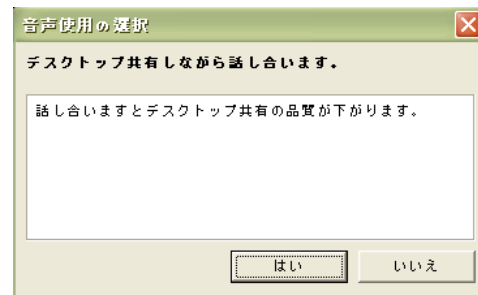 音声使用の選択
デスクトップ共有しながら話し合います。
話し合いますとデスクトップ共有の品質が下がります。
はい
いいえ